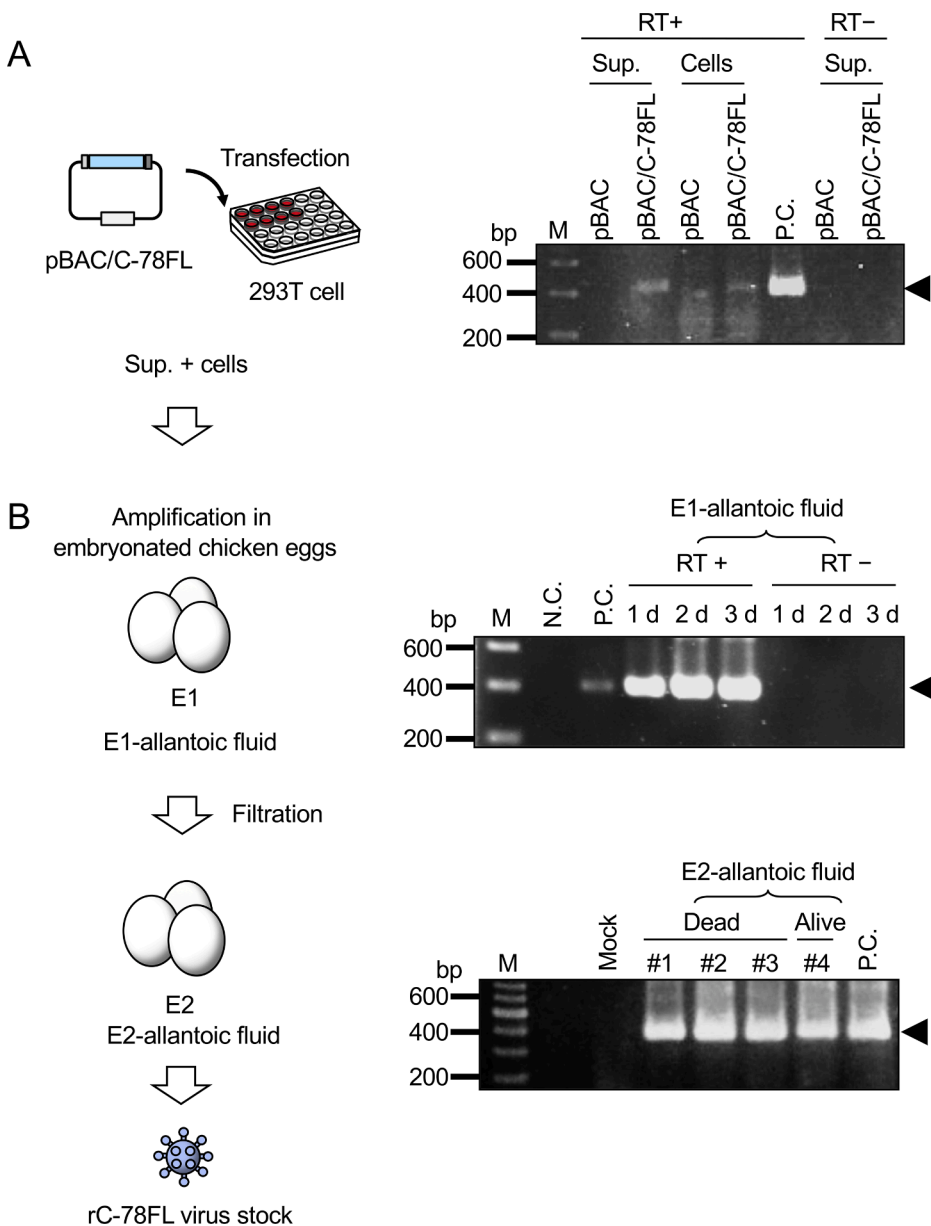 A
RT+
RT−
Sup.
Cells
Sup.
pBAC
pBAC/C-78FL
pBAC
pBAC/C-78FL
P.C.
pBAC
pBAC/C-78FL
Transfection
pBAC/C-78FL
293T cell
Sup. + cells
bp
M
600
400
200
B
Amplification in
embryonated chicken eggs
E1
E1-allantoic fluid
Filtration
E2
E2-allantoic fluid
rC-78FL virus stock
E1-allantoic fluid
RT +
RT −
bp
M
N.C.
P.C.
1 d 2 d 3 d 1 d 2 d 3 d
600
400
200
E2-allantoic fluid
Dead
Alive
bp
M
Mock
#1 #2 #3 #4
P.C.
600
400
200